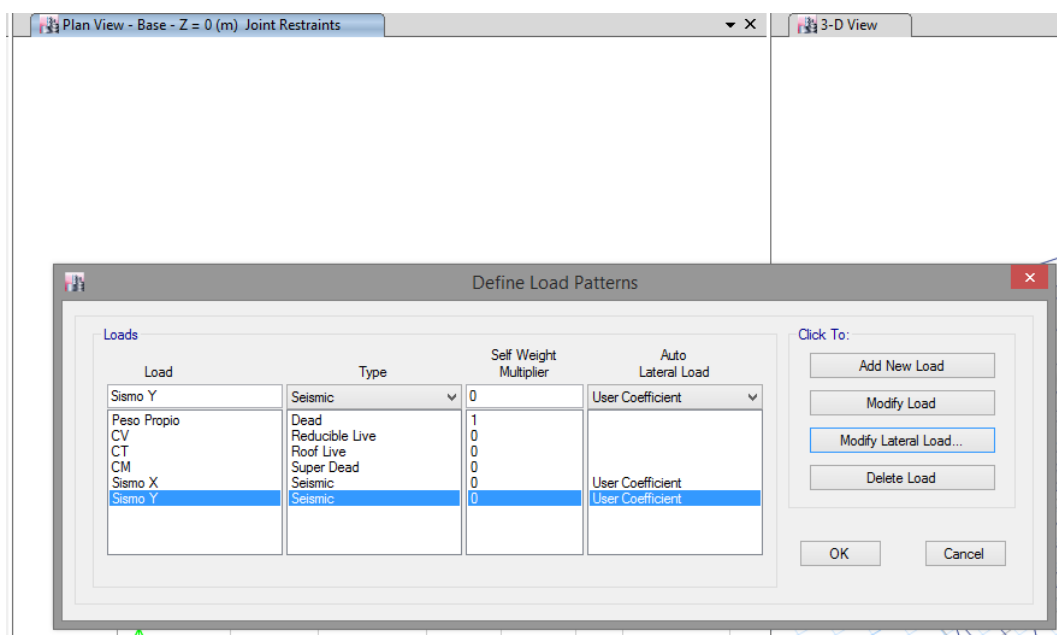 Plan View - Base - Z = 0 (m) Joint Restraints
3-D View
Define Load Patterns
Loads
Click To:
Load Type Self Weight Multiplier Auto Lateral Load
Sismo Y Seismic 0 User Coefficient
Peso Propio Dead 1
CV Reducible Live 0
CT Roof Live 0
CM Super Dead 0
Sismo X Seismic 0 User Coefficient
Sismo Y Seismic 0 User Coefficient
Add New Load
Modify Load
Modify Lateral Load...
Delete Load
OK
Cancel